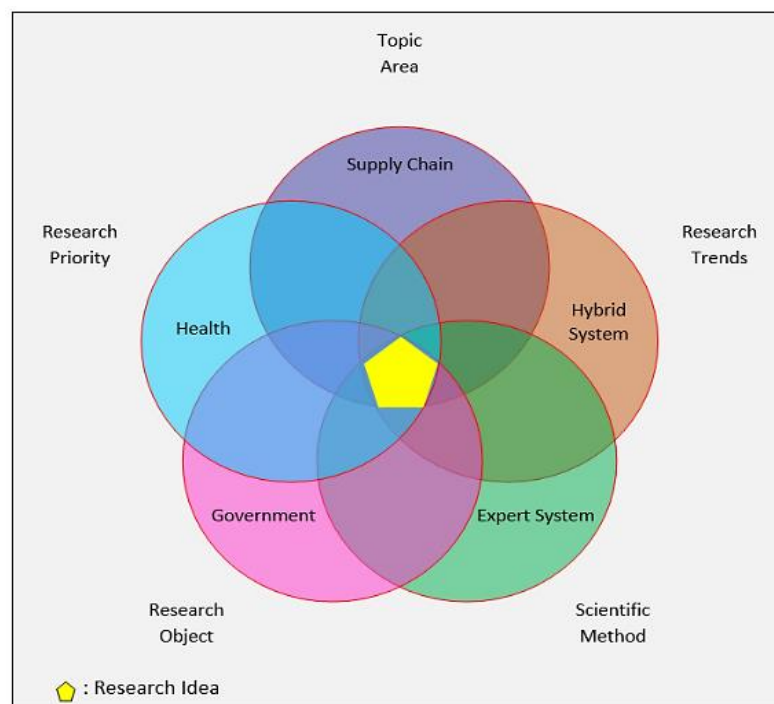 Topic
Area
Supply Chain
Research
Priority
Research
Trends
Health
Hybrid
System
Government
Expert System
Research
Object
Scientific
Method
: Research Idea